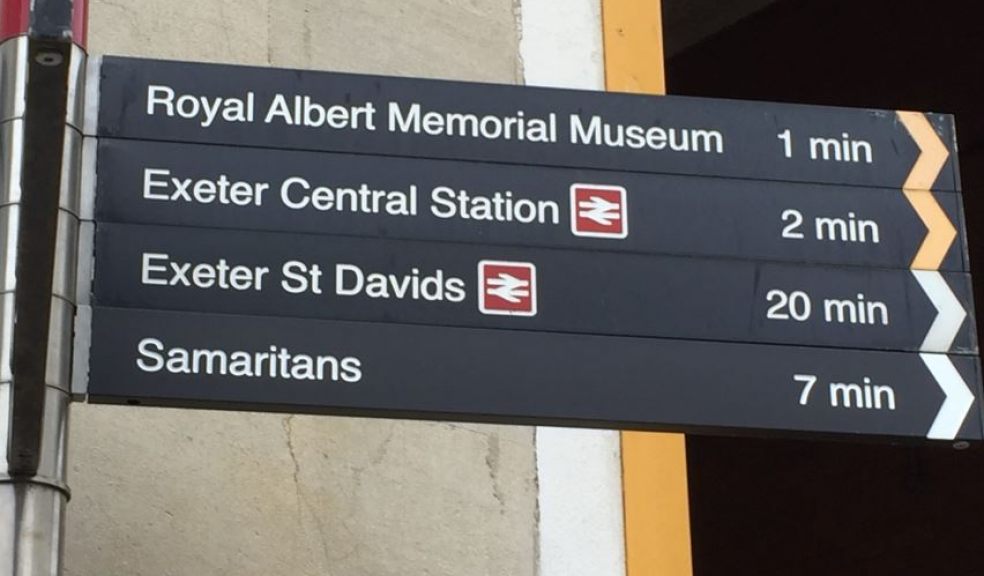 Royal Albert Memorial Museum 1 min
Exeter Central Station 2 min
Exeter St Davids 20 min
Samaritans 7 min